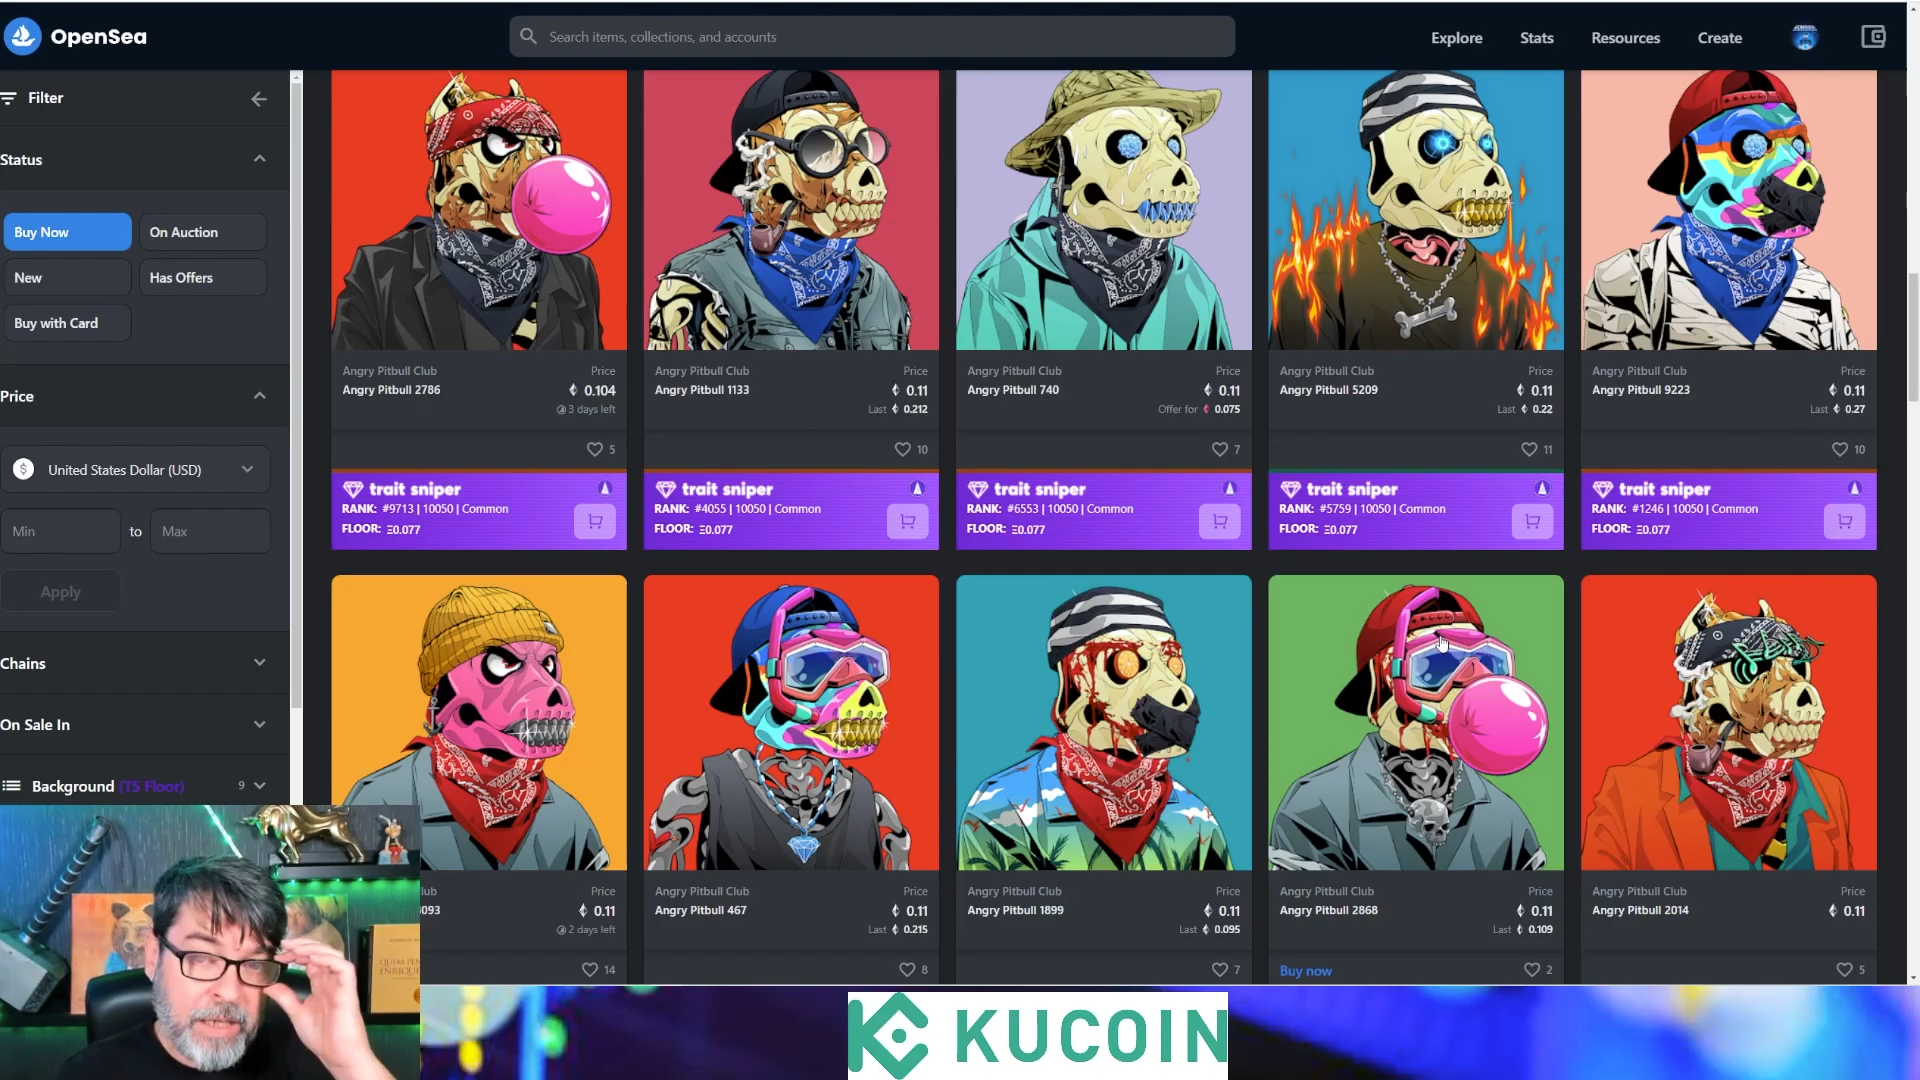 OpenSea
Search items, collections, and accounts
Explore
Stats
Resources
Create
Filter
Status
Buy Now
On Auction
New
Has Offers
Buy with Card
Price
United States Dollar (USD)
Min
to
Max
Apply
Chains
On Sale In
Background (TS Floor)
9
Angry Pitbull Club
Price
Angry Pitbull 2786
0.104
3 days left
5
trait sniper
RANK: #9713 | 10050 | Common
FLOOR: Ξ0.077
Angry Pitbull Club
Price
Angry Pitbull 1133
0.11
Last 0.212
10
trait sniper
RANK: #4055 | 10050 | Common
FLOOR: Ξ0.077
Angry Pitbull Club
Price
Angry Pitbull 740
0.11
Offer for 0.075
7
trait sniper
RANK: #6553 | 10050 | Common
FLOOR: Ξ0.077
Angry Pitbull Club
Price
Angry Pitbull 5209
0.11
Last 0.22
11
trait sniper
RANK: #5759 | 10050 | Common
FLOOR: Ξ0.077
Angry Pitbull Club
Price
Angry Pitbull 9223
0.11
Last 0.27
10
trait sniper
RANK: #1246 | 10050 | Common
FLOOR: Ξ0.077
lub
Price
093
0.11
2 days left
14
Angry Pitbull Club
Price
Angry Pitbull 467
0.11
Last 0.215
8
Angry Pitbull Club
Price
Angry Pitbull 1899
0.11
Last 0.095
7
Angry Pitbull Club
Price
Angry Pitbull 2868
0.11
Last 0.109
Buy now
2
Angry Pitbull Club
Price
Angry Pitbull 2014
0.11
5
KUCOIN